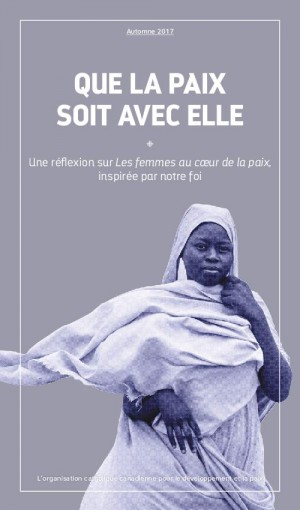 Automne 2017
QUE LA PAIX
SOIT AVEC ELLE
Une réflexion sur Les femmes au cœur de la paix,
inspirée par notre foi
L'organisation catholique canadienne pour le développement et la paix